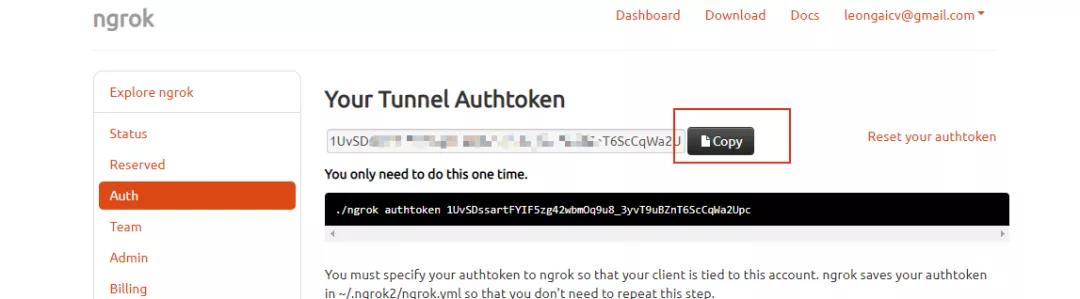 ngrok
Dashboard Download Docs leongaicv@gmail.com
Explore ngrok
Status
Reserved
Auth
Team
Admin
Billing
Your Tunnel Authtoken
1UvSD T6ScCqWa2U Copy
Reset your authtoken
You only need to do this one time.
./ngrok authtoken 1UvSDssartFYIF5zg42wbmOq9u8_3yvT9uBZnT6ScCqWa2Upc
You must specify your authtoken to ngrok so that your client is tied to this account. ngrok saves your authtoken
in ~/.ngrok2/ngrok.yml so that you don't need to repeat this step.